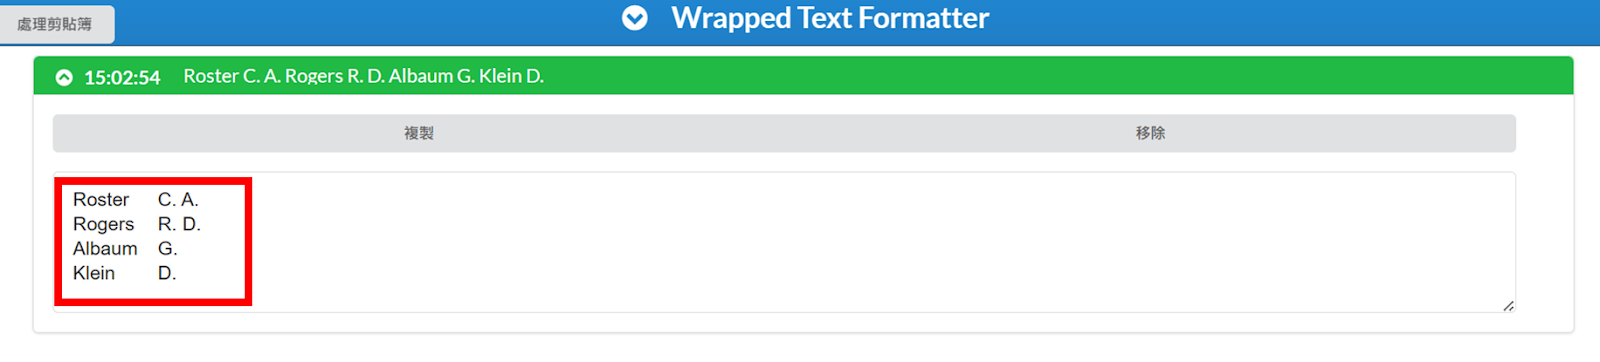 處理剪貼簿
Wrapped Text Formatter
15:02:54 Roster C. A. Rogers R. D. Albaum G. Klein D.
複製 移除
Roster C. A.
Rogers R. D.
Albaum G.
Klein D.